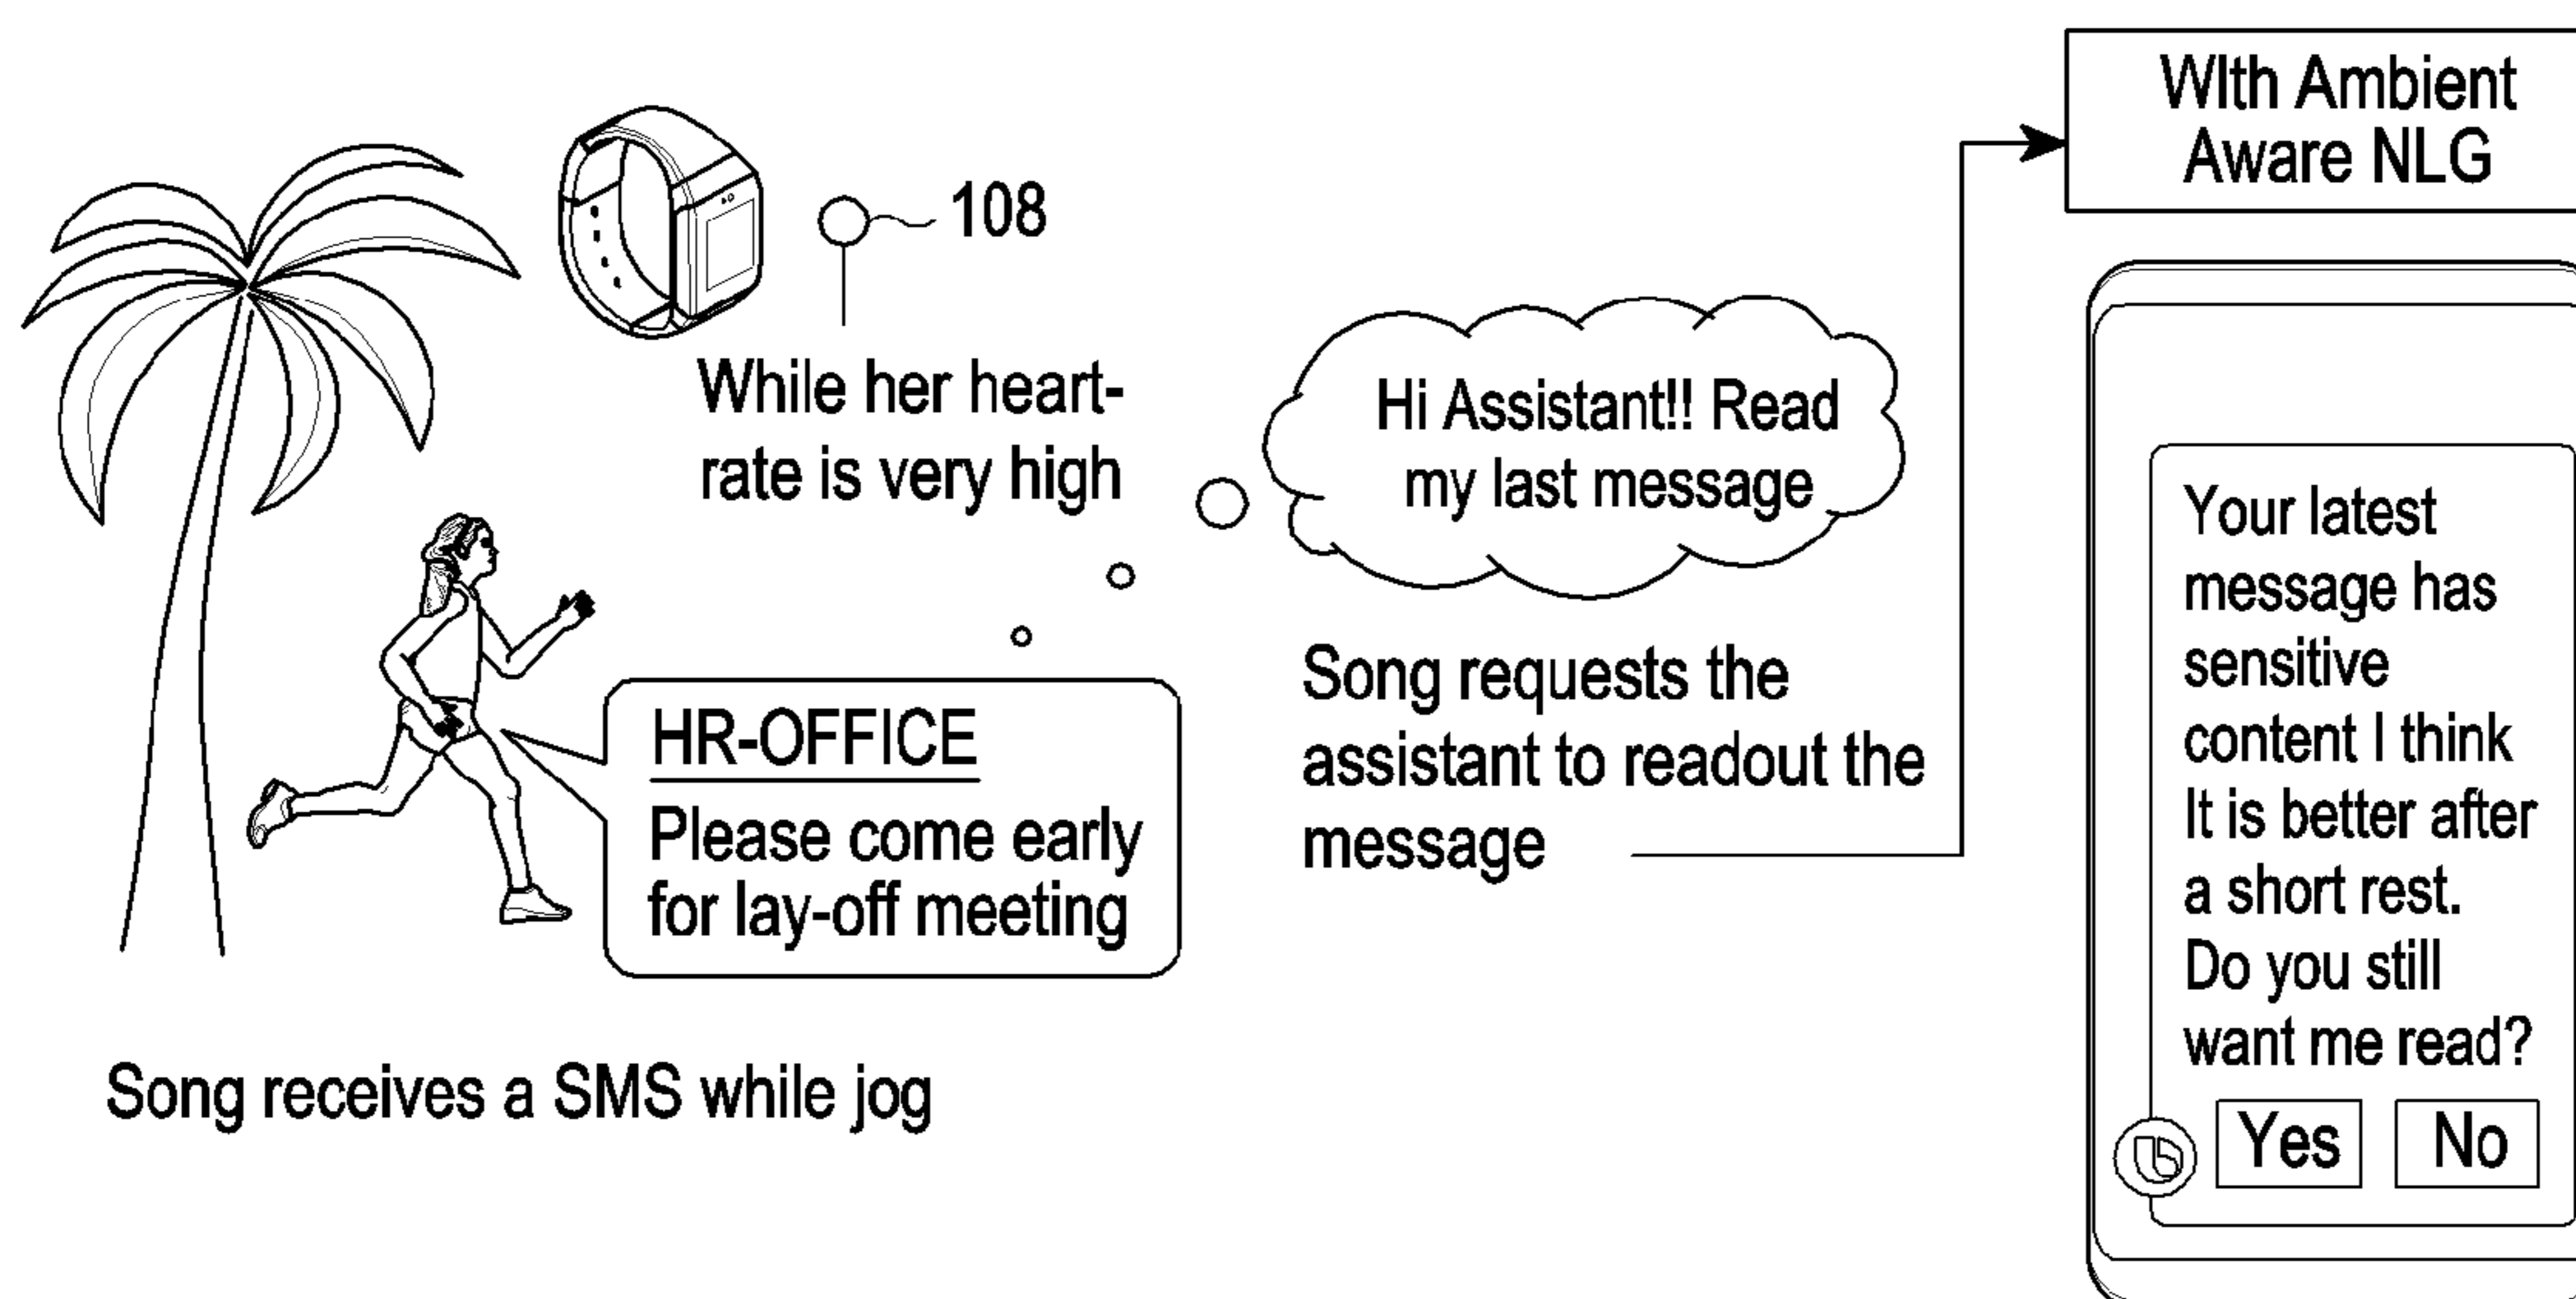 WIth Ambient
Aware NLG
108
While her heart-
rate is very high
Hi Assistant!! Read
my last message
HR-OFFICE
Please come early
for lay-off meeting
Song requests the
assistant to readout the
message
Song receives a SMS while jog
Your latest
message has
sensitive
content I think
It is better after
a short rest.
Do you still
want me read?
Yes
No